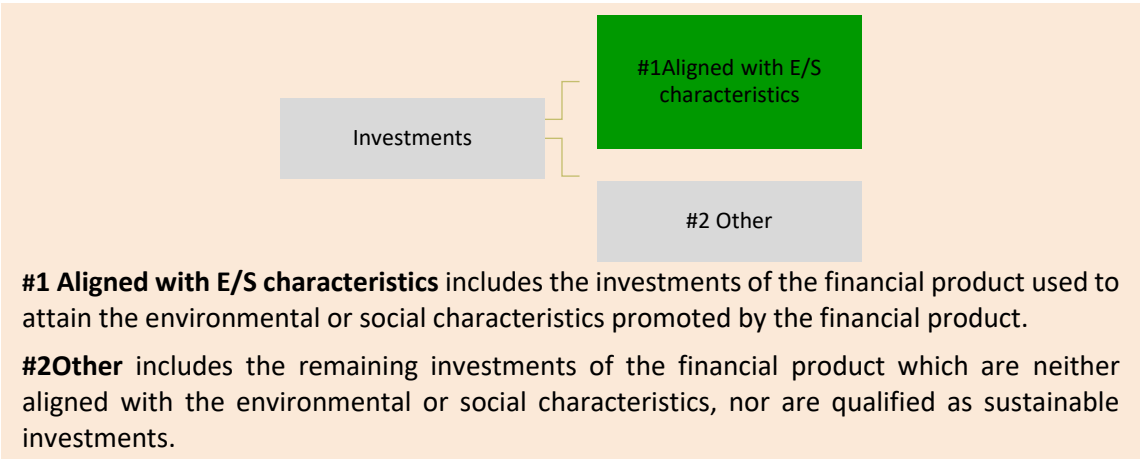 #1Aligned with E/S
characteristics
Investments
#2 Other
#1 Aligned with E/S characteristics includes the investments of the financial product used to
attain the environmental or social characteristics promoted by the financial product.
#2Other includes the remaining investments of the financial product which are neither
aligned with the environmental or social characteristics, nor are qualified as sustainable
investments.